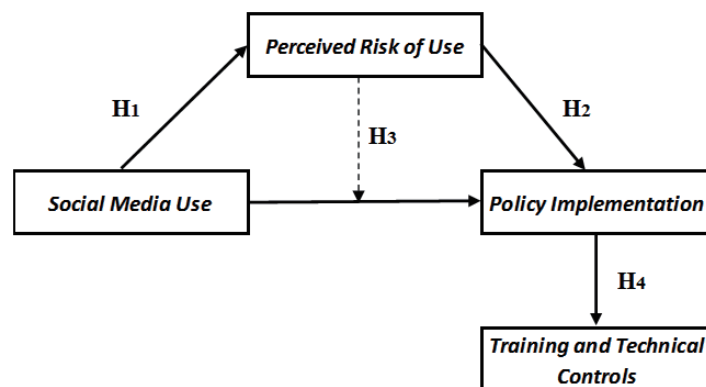 Perceived Risk of Use
H1
H2
H3
Social Media Use
Policy Implementation
H4
Training and Technical
Controls